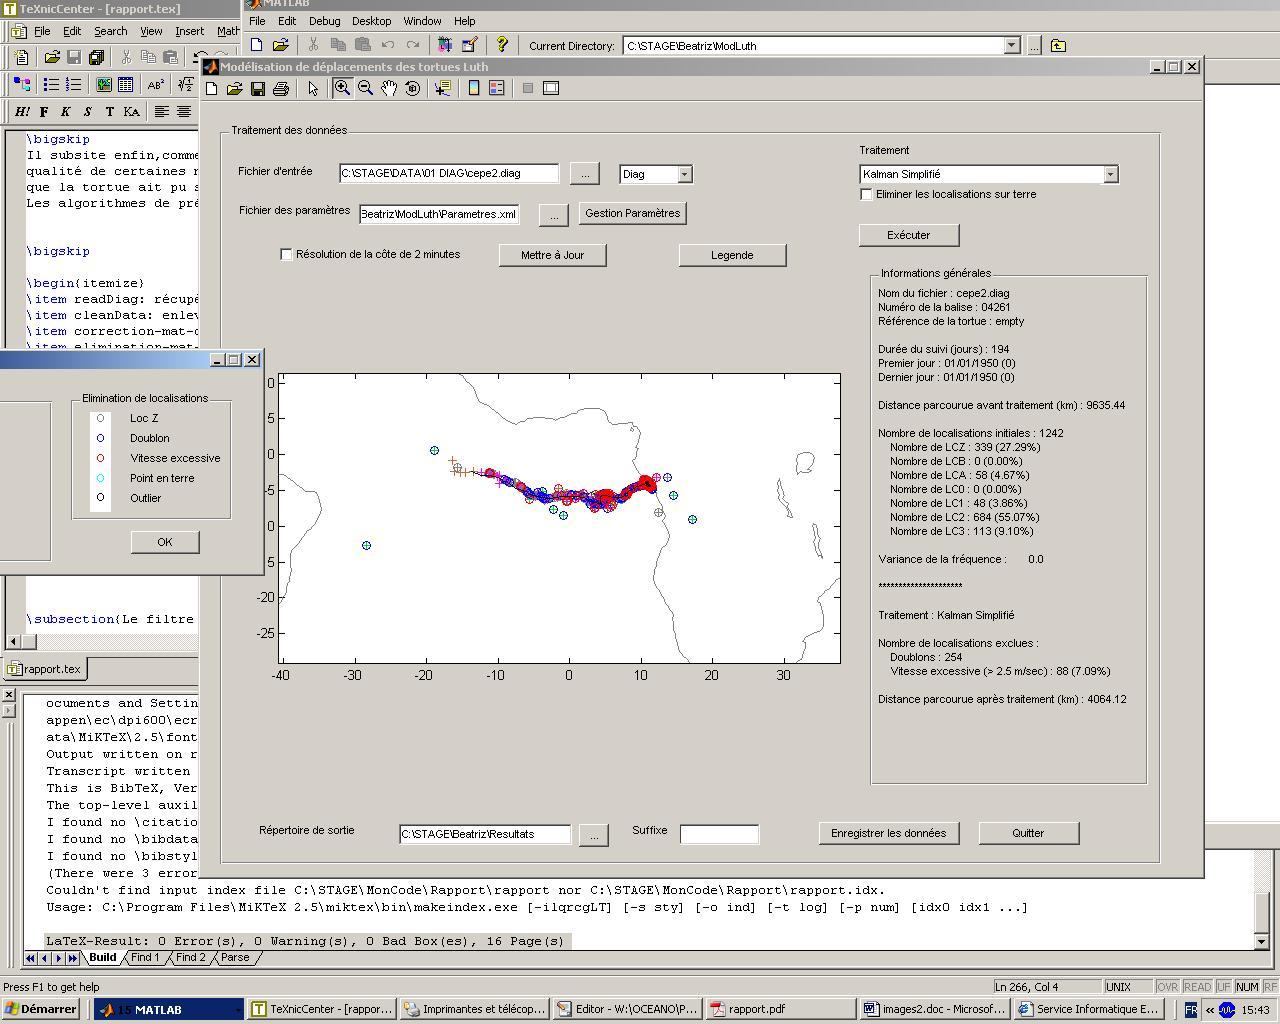 TeXnicCenter - [rapport.tex]
File Edit Search View Insert Math
H! F K S T KA
\bigskip
Il subsite enfin,comme
qualité de certaines
que la tortue ait pu s
Les algorithmes de pré
\bigskip
\begin{itemize}
\item readDiag: récupé
\item cleanData: enlev
\item correction-mat-
\item elimination-mat-
\subsection{Le filtre
rapport.tex
MATLAB
File Edit Debug Desktop Window Help
Current Directory: C:\STAGE\Beatriz\ModLuth ...
Modélisation de déplacements des tortues Luth
Traitement des données
Fichier d'entrée C:\STAGE\DATA\01 DIAG\cepe2.diag ... Diag
Fichier des paramètres Beatriz\ModLuth\Parametres.xml ... Gestion Paramètres
Résolution de la côte de 2 minutes Mettre à Jour Legende
Traitement
Kalman Simplifié
Eliminer les localisations sur terre
Exécuter
Informations générales
Nom du fichier : cepe2.diag
Numéro de la balise : 04261
Référence de la tortue : empty
Durée du suivi (jours) : 194
Premier jour : 01/01/1950 (0)
Dernier jour : 01/01/1950 (0)
Distance parcourue avant traitement (km) : 9635.44
Nombre de localisations initiales : 1242
Nombre de LCZ : 339 (27.29%)
Nombre de LCB : 0 (0.00%)
Nombre de LCA : 58 (4.67%)
Nombre de LC0 : 0 (0.00%)
Nombre de LC1 : 48 (3.86%)
Nombre de LC2 : 684 (55.07%)
Nombre de LC3 : 113 (9.10%)
Variance de la fréquence : 0.0
*********************
Traitement : Kalman Simplifié
Nombre de localisations exclues :
Doublons : 254
Vitesse excessive (> 2.5 m/sec) : 88 (7.09%)
Distance parcourue après traitement (km) : 4064.12
Elimination de localisations
Loc Z
Doublon
Vitesse excessive
Point en terre
Outlier
OK
0
5
0
-5
0
5
-20
-25
-40 -30 -20 -10 0 10 20 30
Répertoire de sortie C:\STAGE\Beatriz\Resultats ... Suffixe Enregistrer les données Quitter
ocuments and Settin
appen\ec\dpi600\ecr
ata\MiKTeX\2.5\font
Output written on r
Transcript written
This is BibTeX, Ver
The top-level auxil
I found no \citatio
I found no \bibdata
I found no \bibstyl
(There were 3 error
Couldn't find input index file C:\STAGE\MonCode\Rapport\rapport nor C:\STAGE\MonCode\Rapport\rapport.idx.
Usage: C:\Program Files\MiKTeX 2.5\miktex\bin\makeindex.exe [-ilqrcgLT] [-s sty] [-o ind] [-t log] [-p num] [idx0 idx1 ...]
LaTeX-Result: 0 Error(s), 0 Warning(s), 0 Bad Box(es), 16 Page(s)
Build Find 1 Find 2 Parse
Press F1 to get help Ln 266, Col 4 UNIX OVR READ UF NUM RF
Démarrer 15 MATLAB TeXnicCenter - [rappor... Imprimantes et télécop... Editor - W:\OCEANO\P... rapport.pdf images2.doc - Microsof... Service Informatique E... FR « 15:43